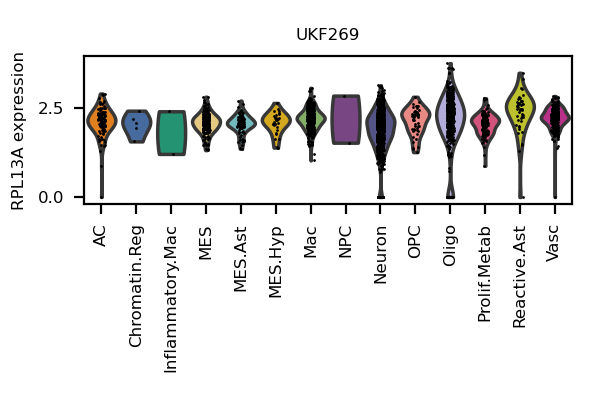 UKF269
RPL13A expression
2.5
0.0
AC
Chromatin.Reg
Inflammatory.Mac
MES
MES.Ast
MES.Hyp
Mac
NPC
Neuron
OPC
Oligo
Prolif.Metab
Reactive.Ast
Vasc